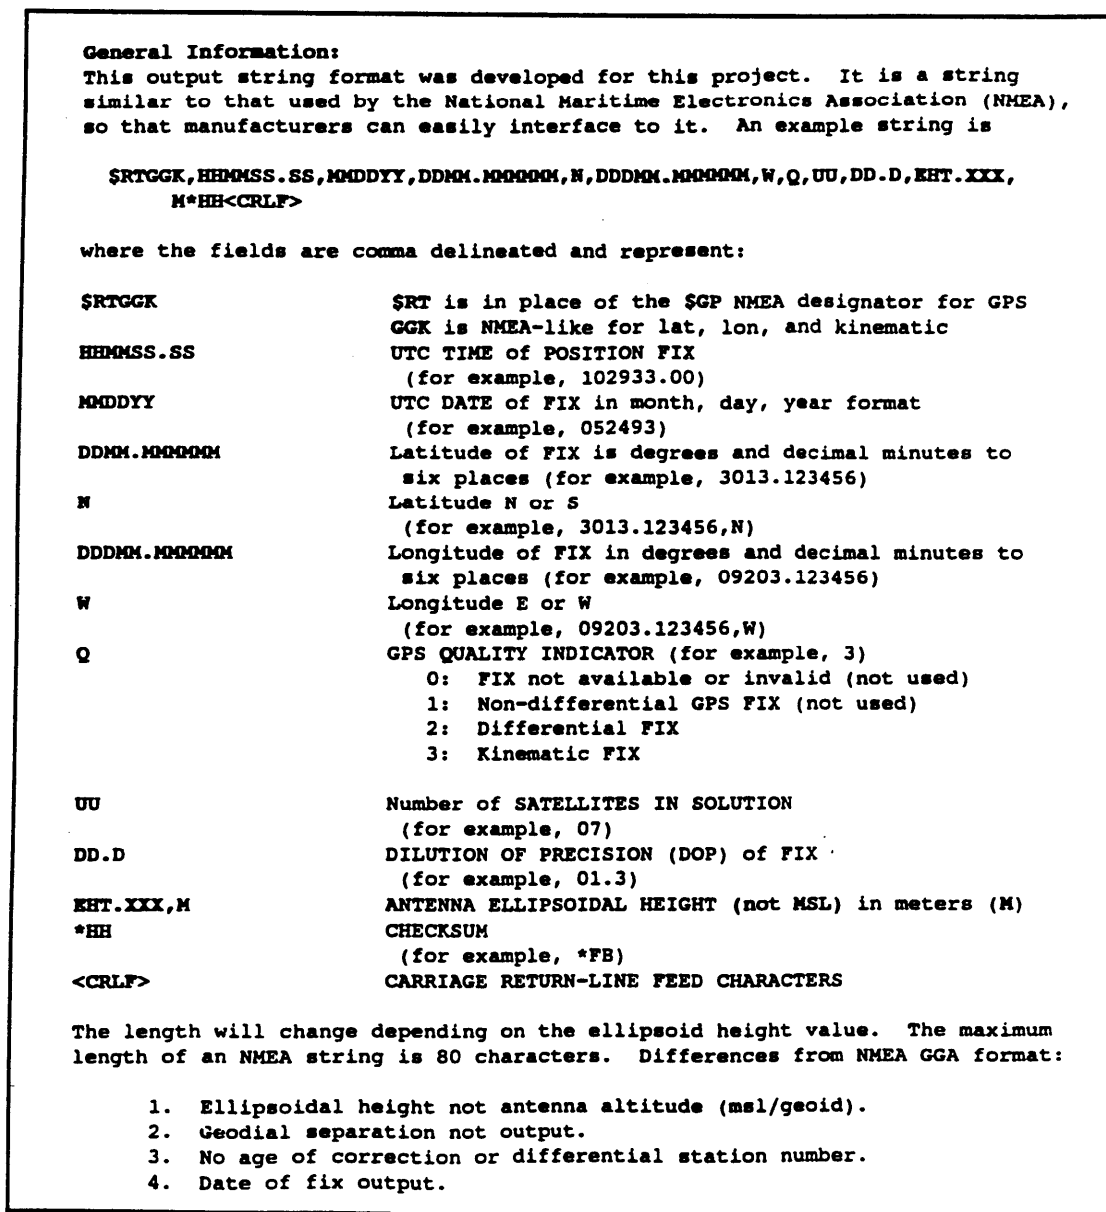 General Information:
This output string format was developed for this project. It is a string
similar to that used by the National Maritime Electronics Association (NMEA),
so that manufacturers can easily interface to it. An example string is
$RTGGK,HHMMSS.SS,MMDDYY,DDMM.MMMMMM,N,DDDMM.MMMMMM,W,Q,UU,DD.D,EHT.XXX,
M*HH<CRLF>
where the fields are comma delineated and represent:
$RTGGK $RT is in place of the $GP NMEA designator for GPS
GGK is NMEA-like for lat, lon, and kinematic
HHMMSS.SS UTC TIME of POSITION FIX
(for example, 102933.00)
MMDDYY UTC DATE of FIX in month, day, year format
(for example, 052493)
DDMM.MMMMMM Latitude of FIX is degrees and decimal minutes to
six places (for example, 3013.123456)
N Latitude N or S
(for example, 3013.123456,N)
DDDMM.MMMMMM Longitude of FIX in degrees and decimal minutes to
six places (for example, 09203.123456)
W Longitude E or W
(for example, 09203.123456,W)
Q GPS QUALITY INDICATOR (for example, 3)
0: FIX not available or invalid (not used)
1: Non-differential GPS FIX (not used)
2: Differential FIX
3: Kinematic FIX
UU Number of SATELLITES IN SOLUTION
(for example, 07)
DD.D DILUTION OF PRECISION (DOP) of FIX
(for example, 01.3)
EHT.XXX,M ANTENNA ELLIPSOIDAL HEIGHT (not MSL) in meters (M)
*HH CHECKSUM
(for example, *FB)
<CRLF> CARRIAGE RETURN-LINE FEED CHARACTERS
The length will change depending on the ellipsoid height value. The maximum
length of an NMEA string is 80 characters. Differences from NMEA GGA format:
1. Ellipsoidal height not antenna altitude (msl/geoid).
2. Geodial separation not output.
3. No age of correction or differential station number.
4. Date of fix output.